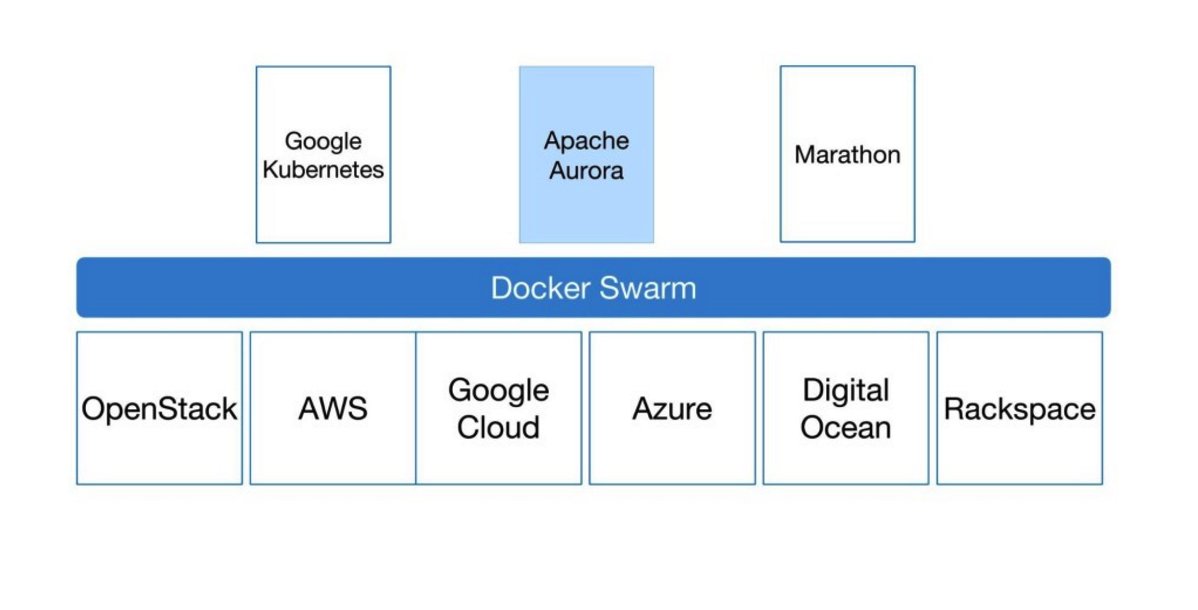 Google
Kubernetes
Apache
Aurora
Marathon
Docker Swarm
OpenStack
AWS
Google
Cloud
Azure
Digital
Ocean
Rackspace